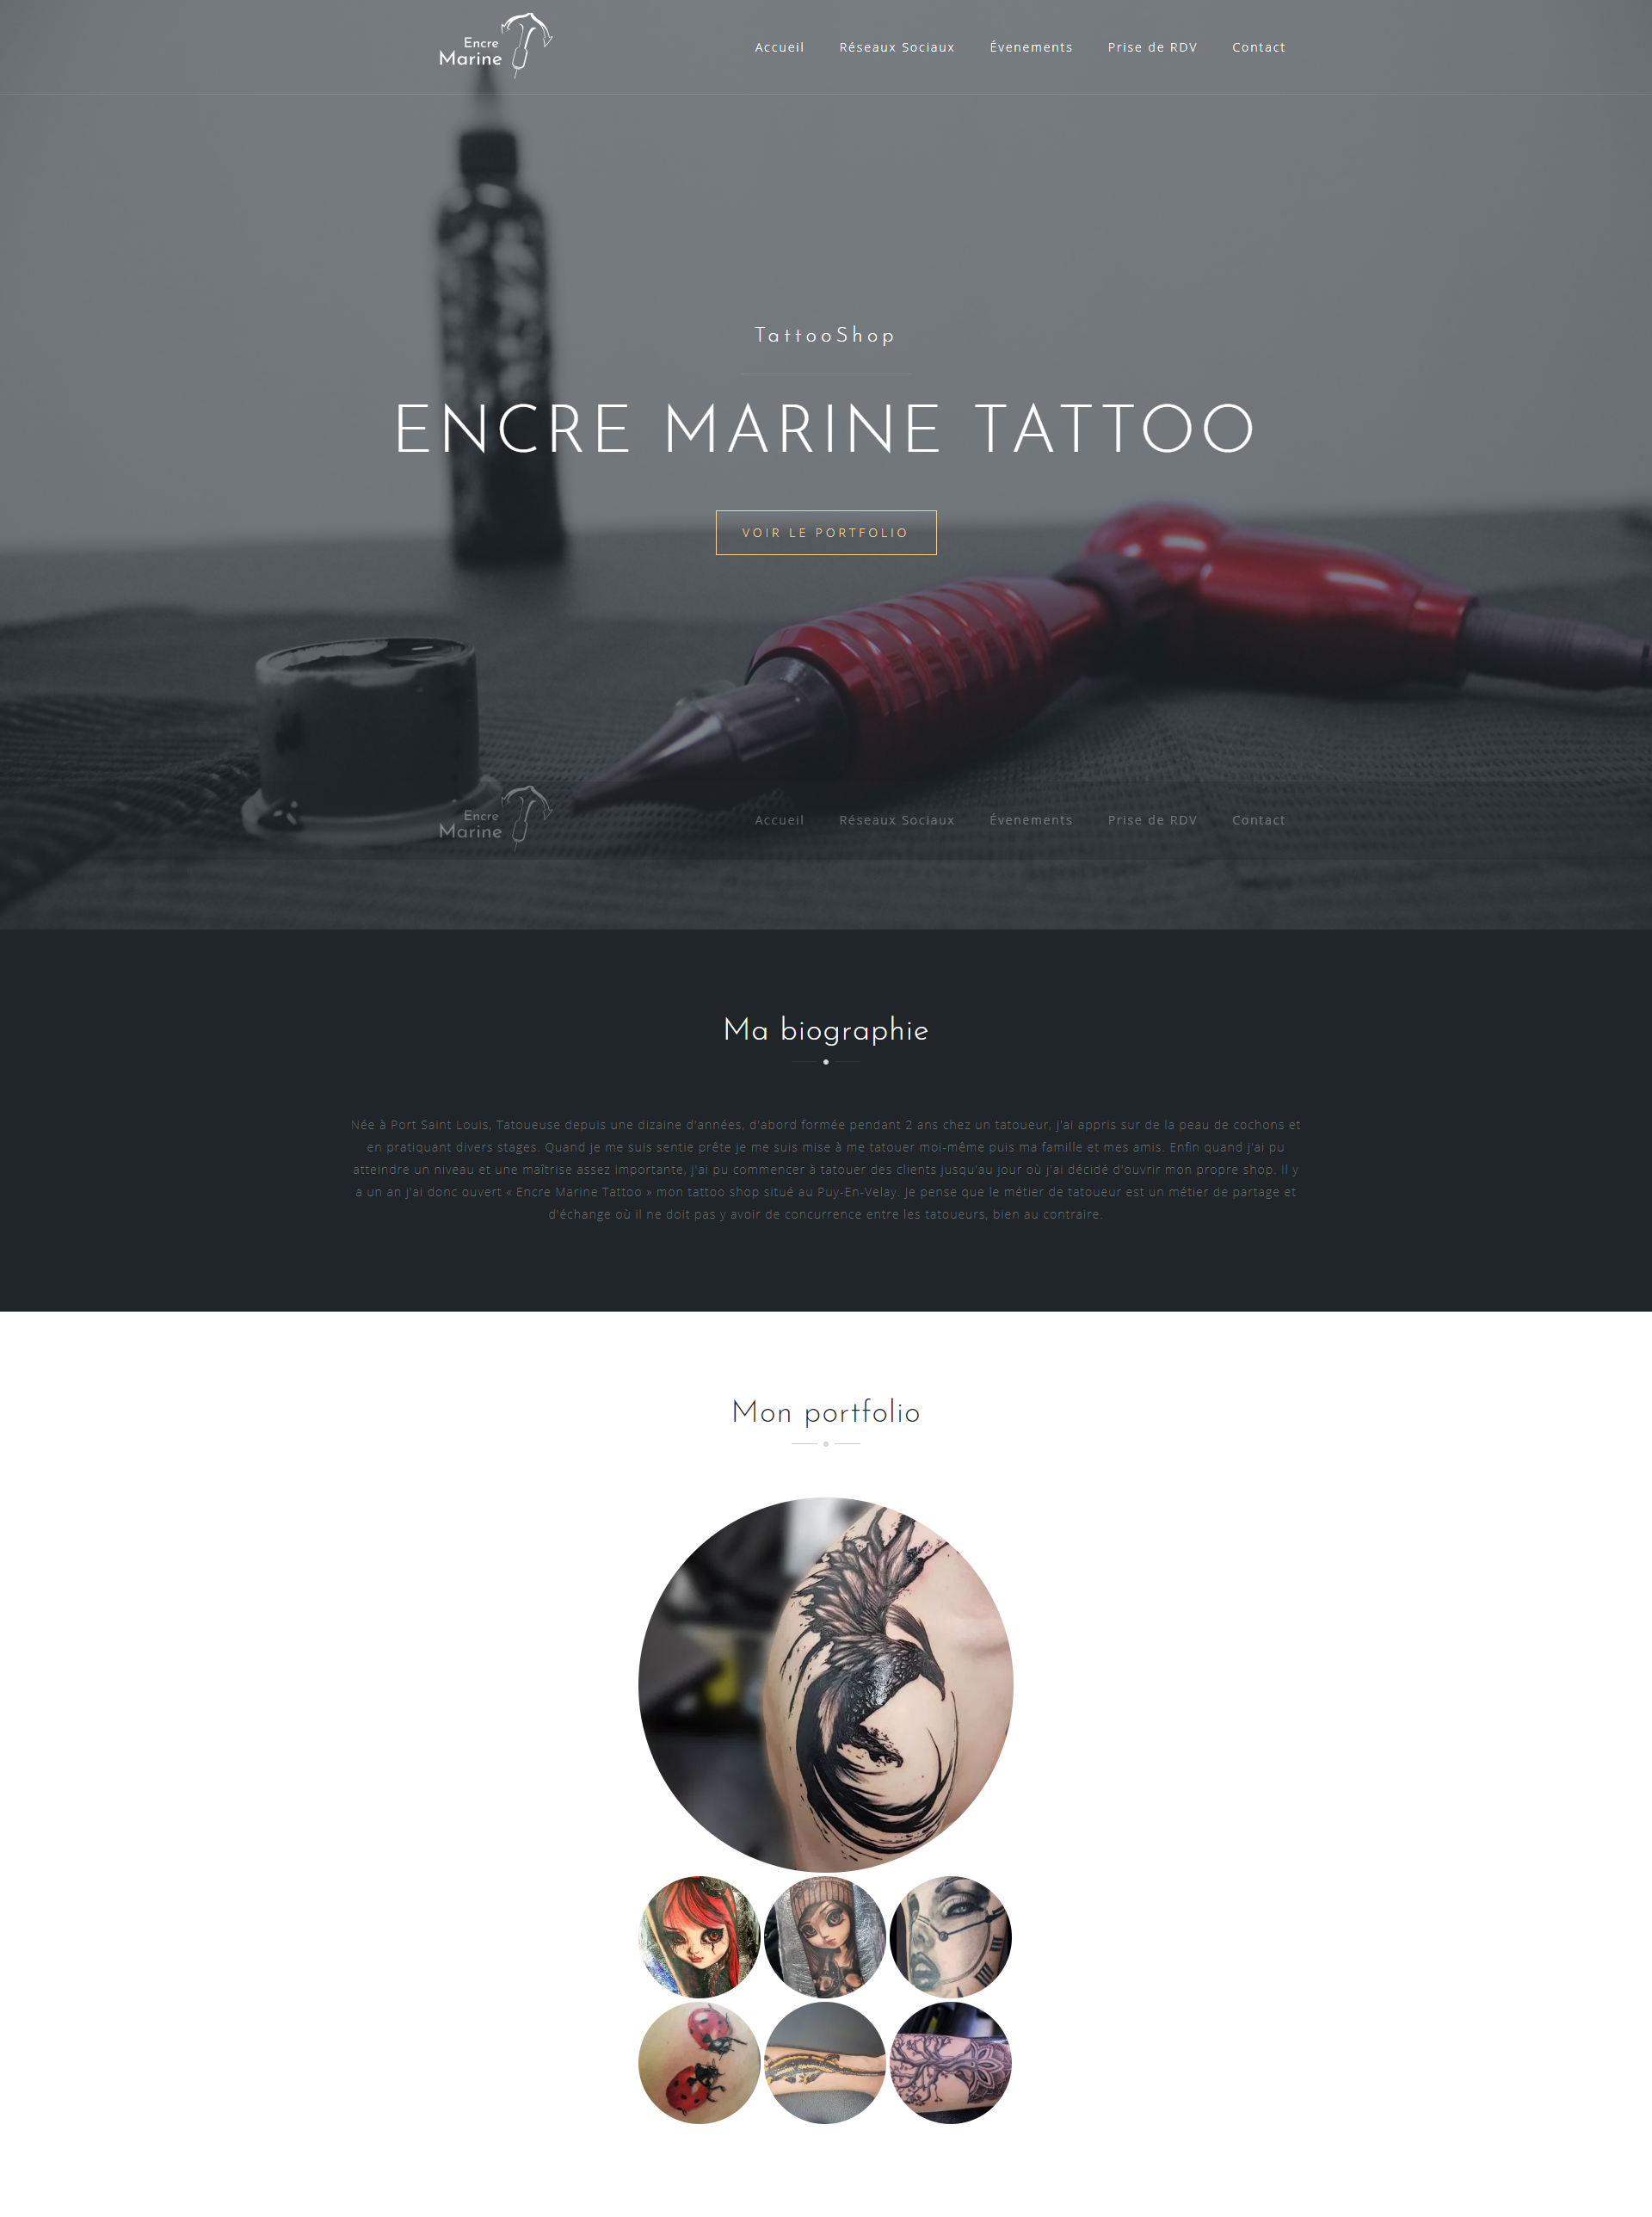 Encre
Marine
Accueil Réseaux Sociaux Évenements Prise de RDV Contact
TattooShop
ENCRE MARINE TATTOO
VOIR LE PORTFOLIO
Encre
Marine
Accueil Réseaux Sociaux Évenements Prise de RDV Contact
Ma biographie
Née à Port Saint Louis, Tatoueuse depuis une dizaine d'années, d'abord formée pendant 2 ans chez un tatoueur, j'ai appris sur de la peau de cochons et
en pratiquant divers stages. Quand je me suis sentie prête je me suis mise à me tatouer moi-même puis ma famille et mes amis. Enfin quand j'ai pu
atteindre un niveau et une maîtrise assez importante, j'ai pu commencer à tatouer des clients jusqu'au jour où j'ai décidé d'ouvrir mon propre shop. Il y
a un an j'ai donc ouvert « Encre Marine Tattoo » mon tattoo shop situé au Puy-En-Velay. Je pense que le métier de tatoueur est un métier de partage et
d'échange où il ne doit pas y avoir de concurrence entre les tatoueurs, bien au contraire.
Mon portfolio